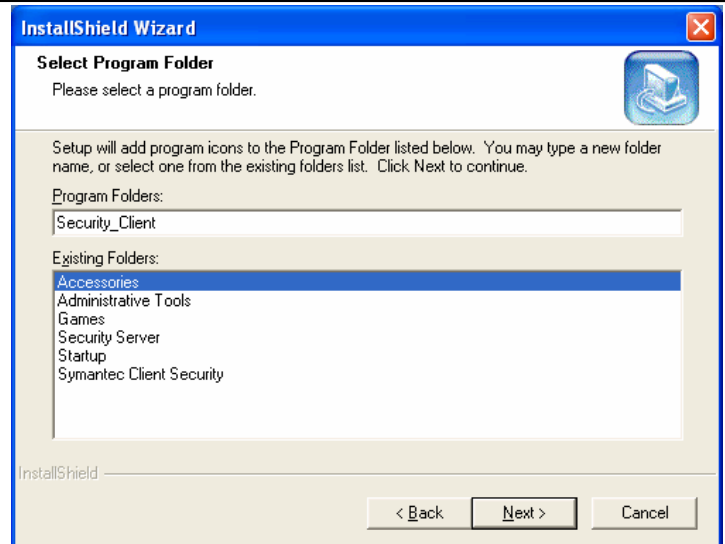 InstallShield Wizard
Select Program Folder
Please select a program folder.
Setup will add program icons to the Program Folder listed below. You may type a new folder
name, or select one from the existing folders list. Click Next to continue.
Program Folders:
Security_Client
Existing Folders:
Accessories
Administrative Tools
Games
Security Server
Startup
Symantec Client Security
InstallShield
< Back
Next >
Cancel